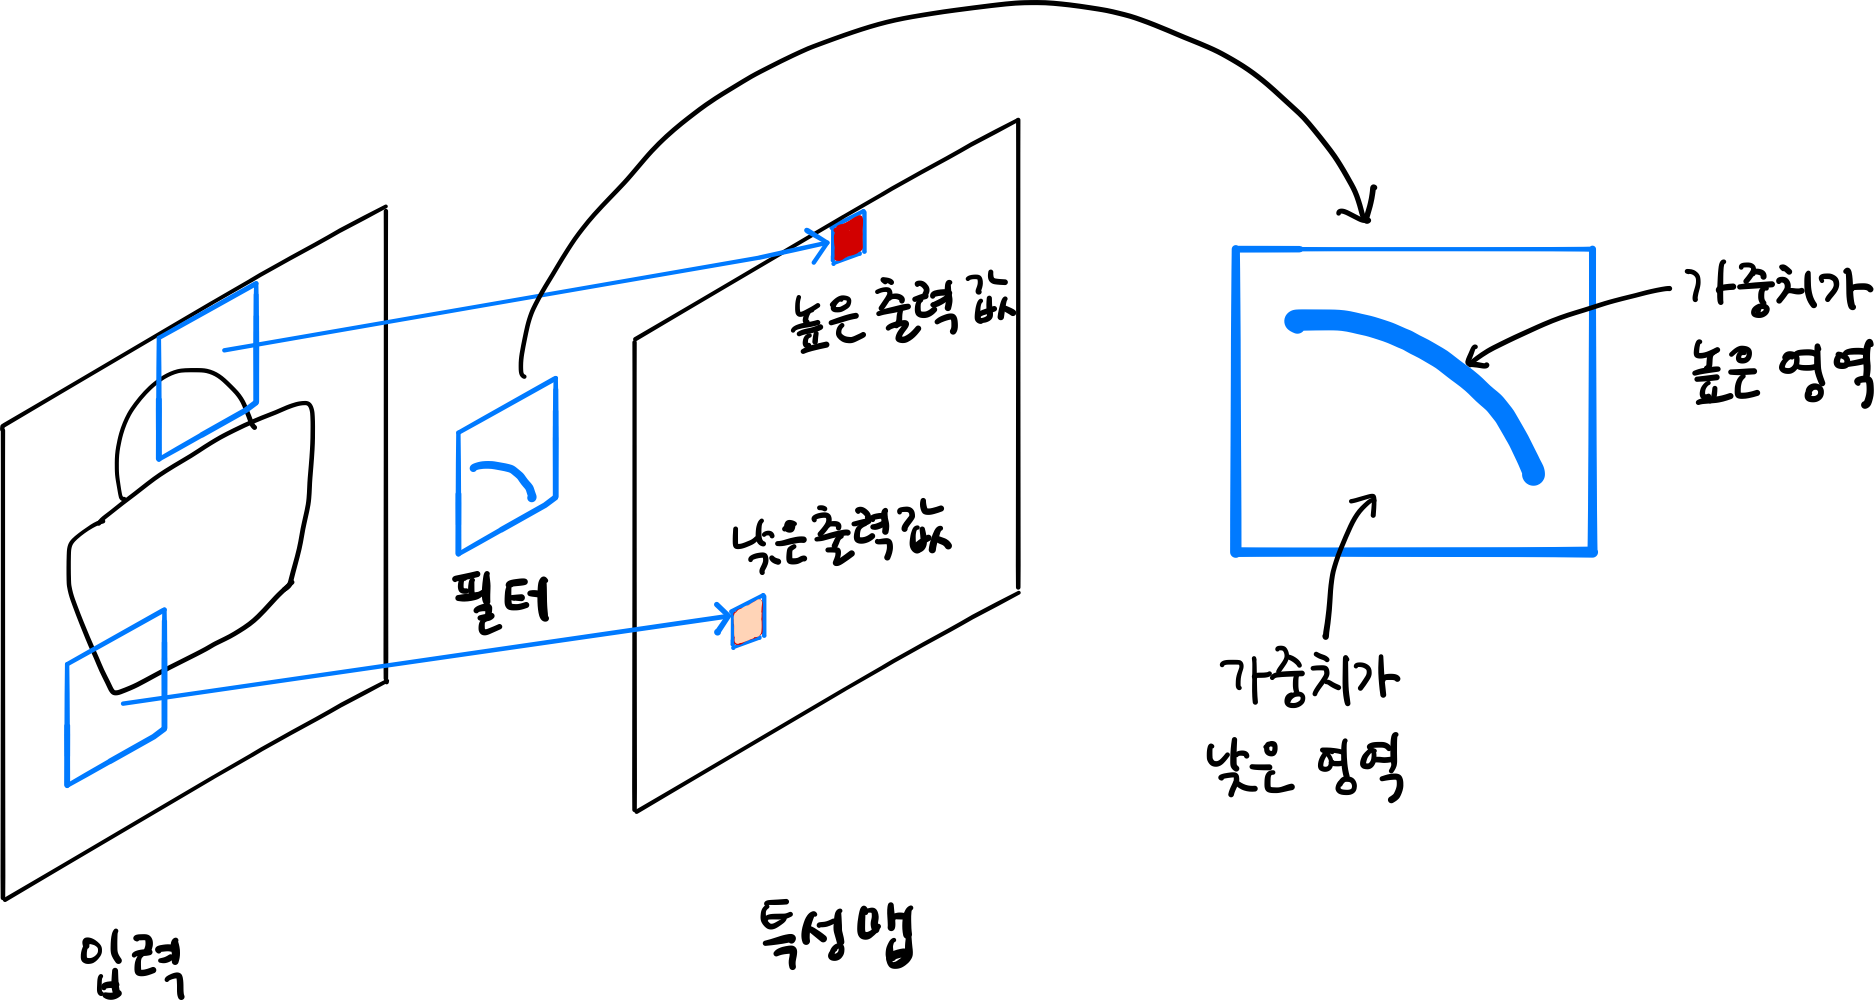 높은 출력 값
가중치가
높은 영역
낮은 출력 값
필터
가중치가
낮은 영역
특성 맵
입력